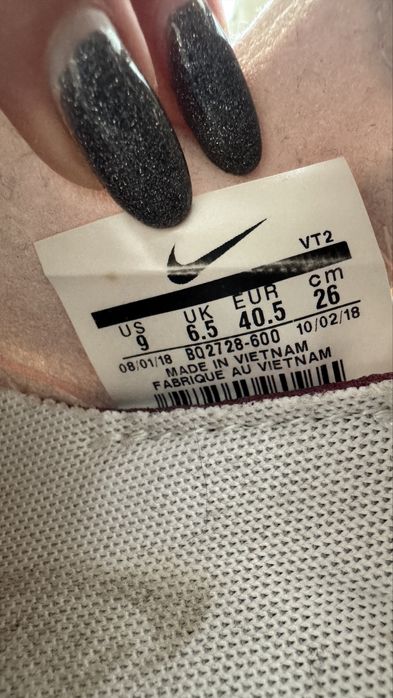 VT2
US UK EUR cm
9 6.5 40.5 26
08/01/18 BQ2728-600 10/02/18
MADE IN VIETNAM
FABRIQUE AU VIETNAM